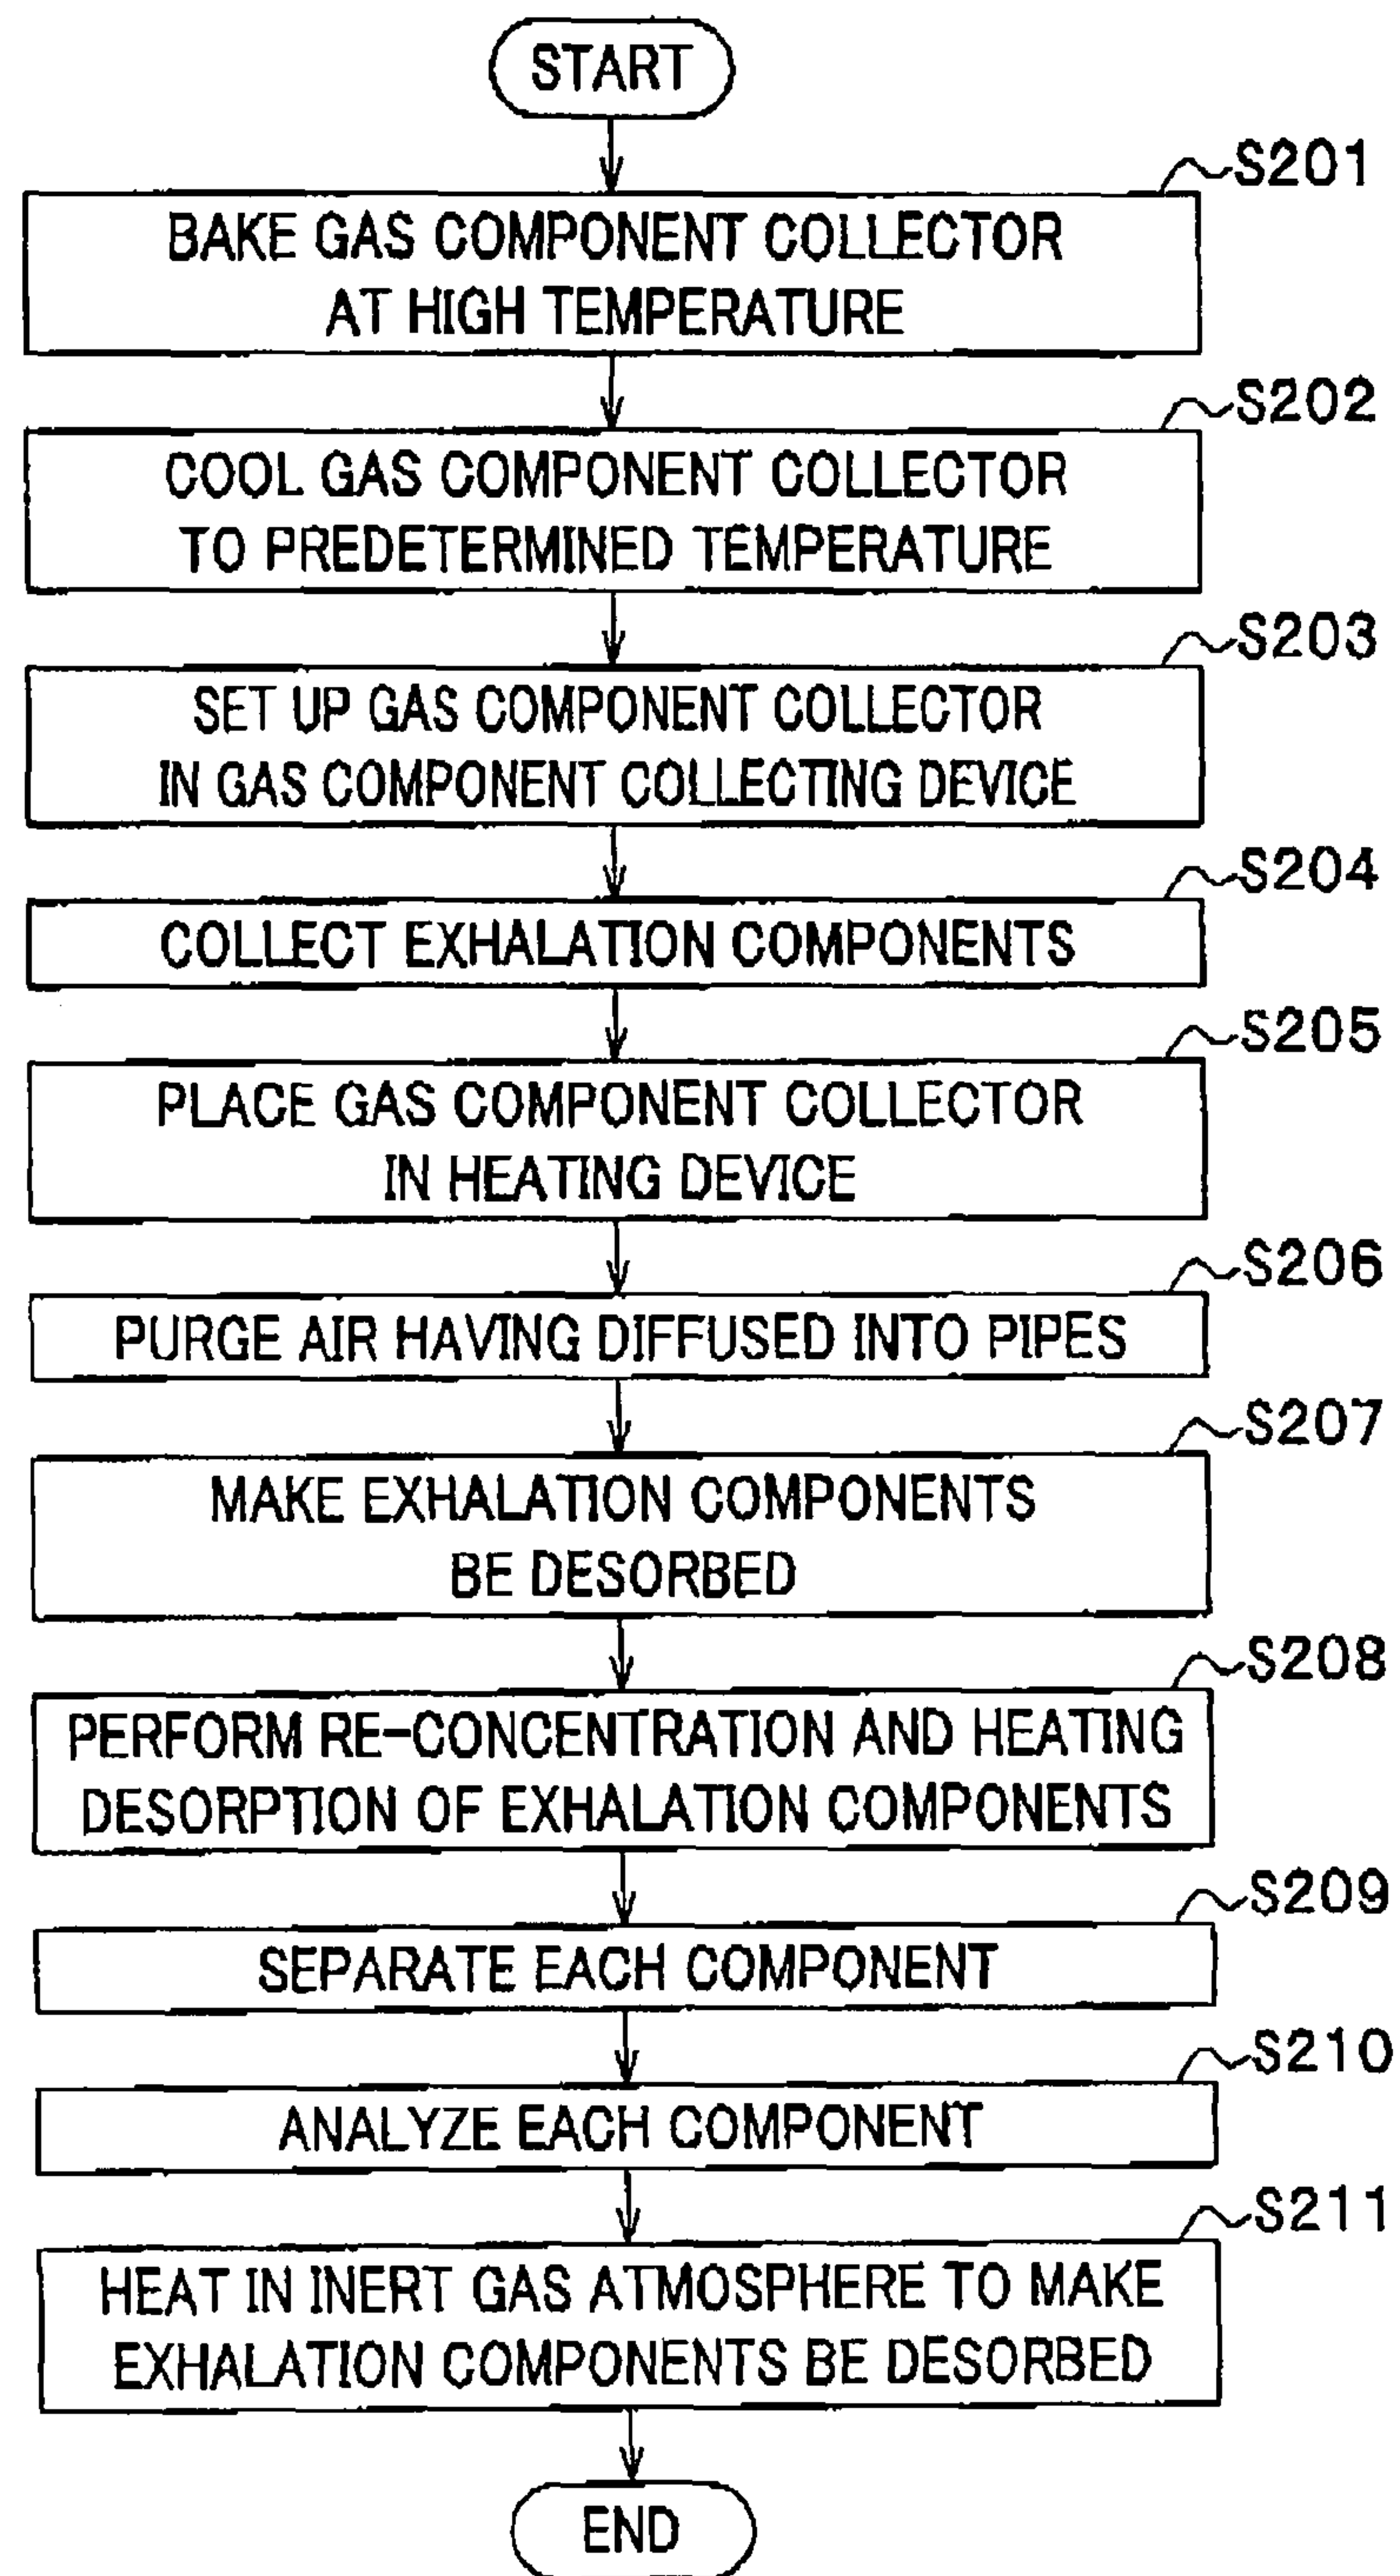 START
S201
BAKE GAS COMPONENT COLLECTOR
AT HIGH TEMPERATURE
S202
COOL GAS COMPONENT COLLECTOR
TO PREDETERMINED TEMPERATURE
S203
SET UP GAS COMPONENT COLLECTOR
IN GAS COMPONENT COLLECTING DEVICE
S204
COLLECT EXHALATION COMPONENTS
S205
PLACE GAS COMPONENT COLLECTOR
IN HEATING DEVICE
S206
PURGE AIR HAVING DIFFUSED INTO PIPES
S207
MAKE EXHALATION COMPONENTS
BE DESORBED
S208
PERFORM RE-CONCENTRATION AND HEATING
DESORPTION OF EXHALATION COMPONENTS
S209
SEPARATE EACH COMPONENT
S210
ANALYZE EACH COMPONENT
S211
HEAT IN INERT GAS ATMOSPHERE TO MAKE
EXHALATION COMPONENTS BE DESORBED
END